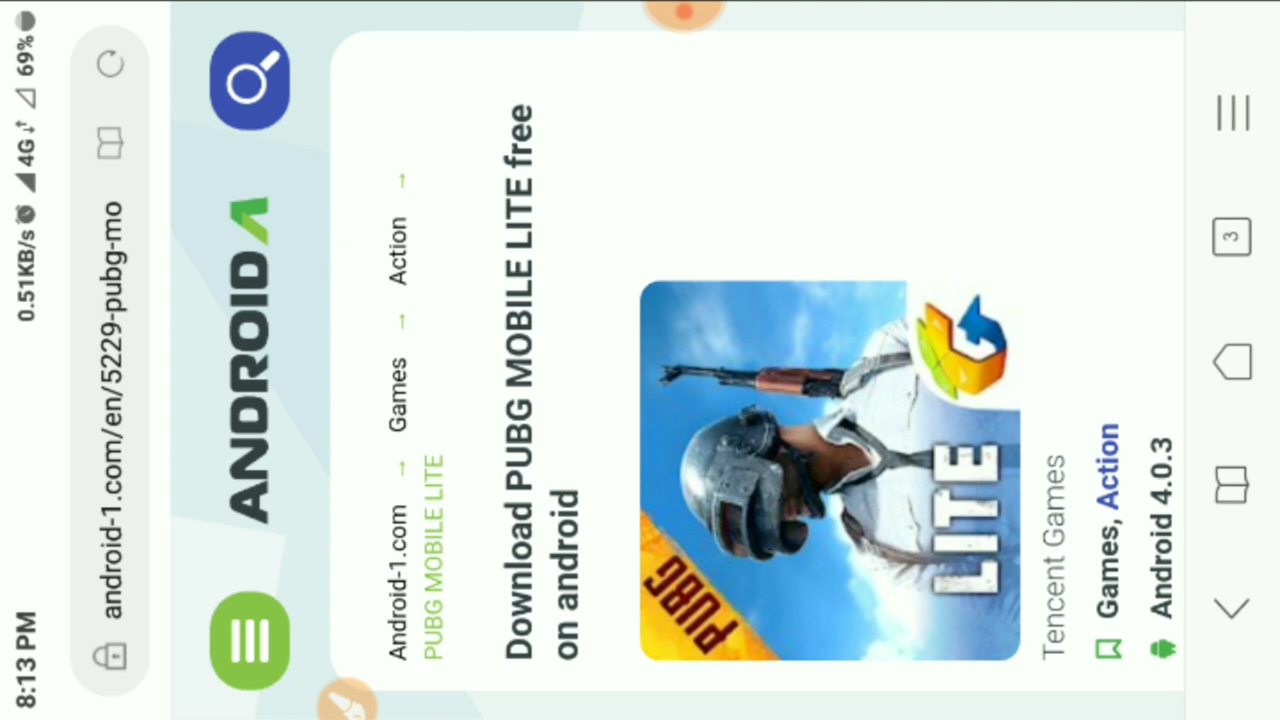 8:13 PM 0.51KB/s 4G 69%
android-1.com/en/5229-pubg-mo
ANDROID
Android-1.com → Games → Action →
PUBG MOBILE LITE
Download PUBG MOBILE LITE free
on android
PUBG
LITE
Tencent Games
Games, Action
Android 4.0.3
3